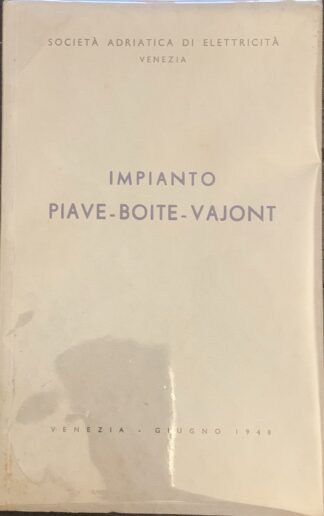 SOCIETÀ ADRIATICA DI ELETTRICITÀ
VENEZIA
IMPIANTO
PIAVE-BOITE-VAJONT
VENEZIA - GIUGNO 1948